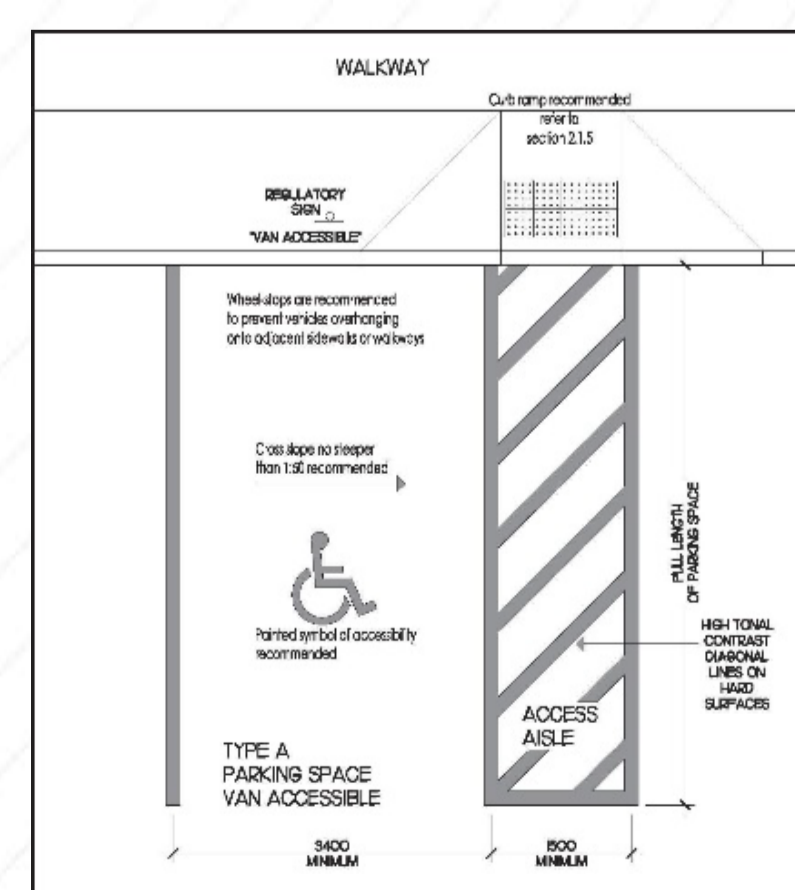 WALKWAY
Curb ramp recommended
refer to
section 2.1.5
REGULATORY
SIGN
"VAN ACCESSIBLE"
Wheel-stops are recommended
to prevent vehicles overhanging
onto adjacent sidewalks or walkways
Cross slope no steeper
than 1:50 recommended
Painted symbol of accessibility
recommended
FULL LENGTH
OF PARKING SPACE
HIGH TONAL
CONTRAST
DIAGONAL
LINES ON
HARD
SURFACES
ACCESS
AISLE
TYPE A
PARKING SPACE
VAN ACCESSIBLE
3400
MINIMUM
1500
MINIMUM